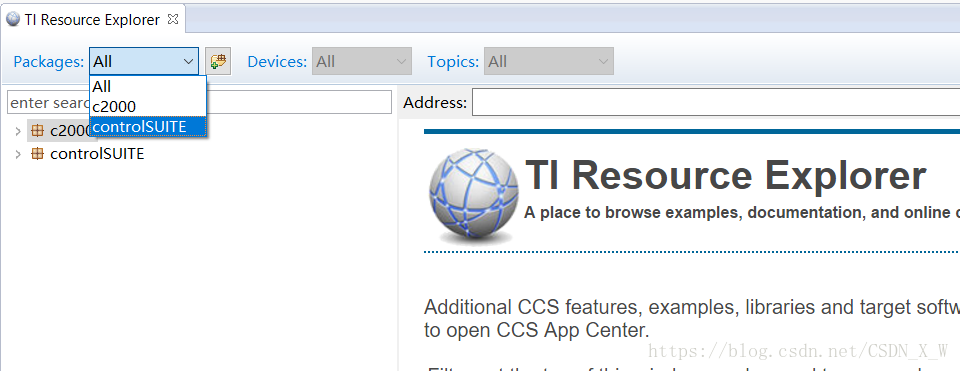 TI Resource Explorer
Packages: All Devices: All Topics: All
All
c2000
controlSUITE
enter sear
c2000
controlSUITE
Address:
TI Resource Explorer
A place to browse examples, documentation, and online
Additional CCS features, examples, libraries and target
to open CCS App Center.
https://blog.csdn.net/CSDN_X_W